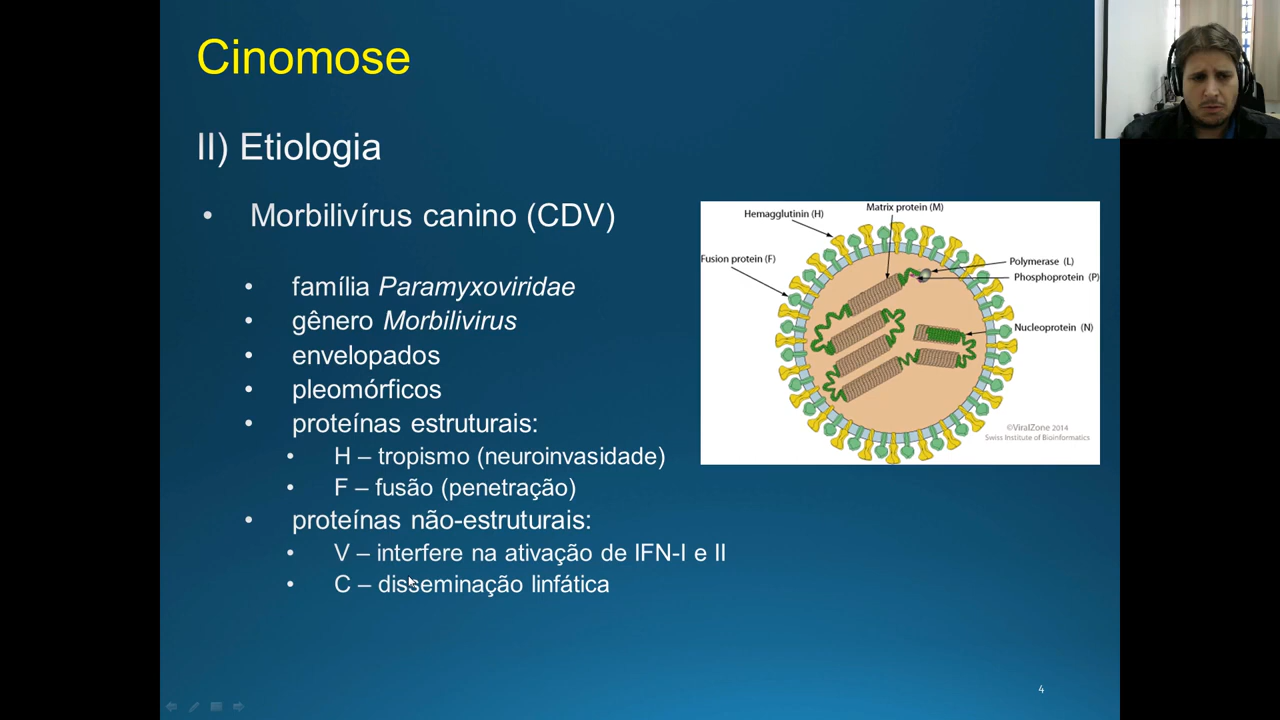 Cinomose
II) Etiologia
• Morbilivírus canino (CDV)
• família Paramyxoviridae
• gênero Morbilivirus
• envelopados
• pleomórficos
• proteínas estruturais:
• H – tropismo (neuroinvasidade)
• F – fusão (penetração)
• proteínas não-estruturais:
• V – interfere na ativação de IFN-I e II
• C – disseminação linfática
Matrix protein (M)
Hemagglutinin (H)
Fusion protein (F)
Polymerase (L)
Phosphoprotein (P)
Nucleoprotein (N)
©ViralZone 2014
Swiss Institute of Bioinformatics
4